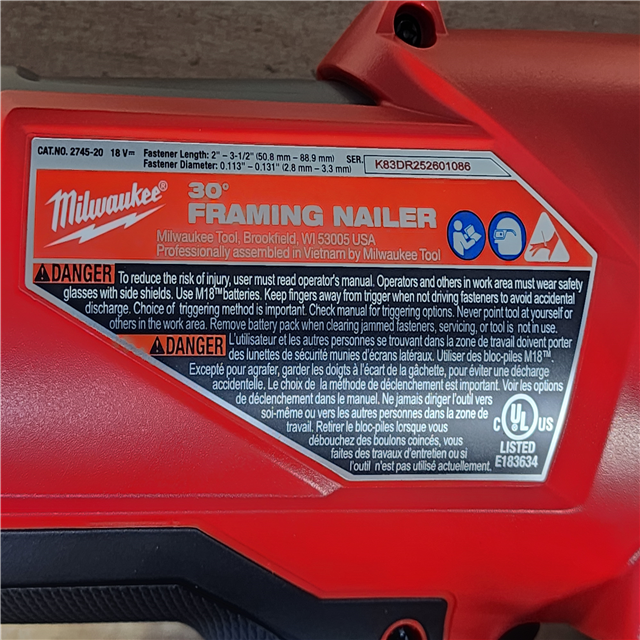 CAT.NO. 2745-20 18 V⎓ Fastener Length: 2" – 3-1/2" (50.8 mm – 88.9 mm) SER. K83DR252601086
Fastener Diameter: 0.113" – 0.131" (2.8 mm – 3.3 mm)
Milwaukee®
30°
FRAMING NAILER
Milwaukee Tool, Brookfield, WI 53005 USA
Professionally assembled in Vietnam by Milwaukee Tool
DANGER To reduce the risk of injury, user must read operator's manual. Operators and others in work area must wear safety
glasses with side shields. Use M18™ batteries. Keep fingers away from trigger when not driving fasteners to avoid accidental
discharge. Choice of triggering method is important. Check manual for triggering options. Never point tool at yourself or
others in the work area. Remove battery pack when clearing jammed fasteners, servicing, or tool is not in use.
DANGER L'utilisateur et les autres personnes se trouvant dans la zone de travail doivent porter
des lunettes de sécurité munies d'écrans latéraux. Utiliser des bloc-piles M18™.
Excepté pour agrafer, garder les doigts à l'écart de la gâchette, pour éviter une décharge
accidentelle. Le choix de la méthode de déclenchement est important. Voir les options
de déclenchement dans le manuel. Ne jamais diriger l'outil vers
soi-même ou vers les autres personnes dans la zone de
travail. Retirer le bloc-piles lorsque vous
débouchez des boulons coincés, vous
faites des travaux d'entretien ou si
l'outil n'est pas utilisé actuellement.
C UL US
LISTED
E183634